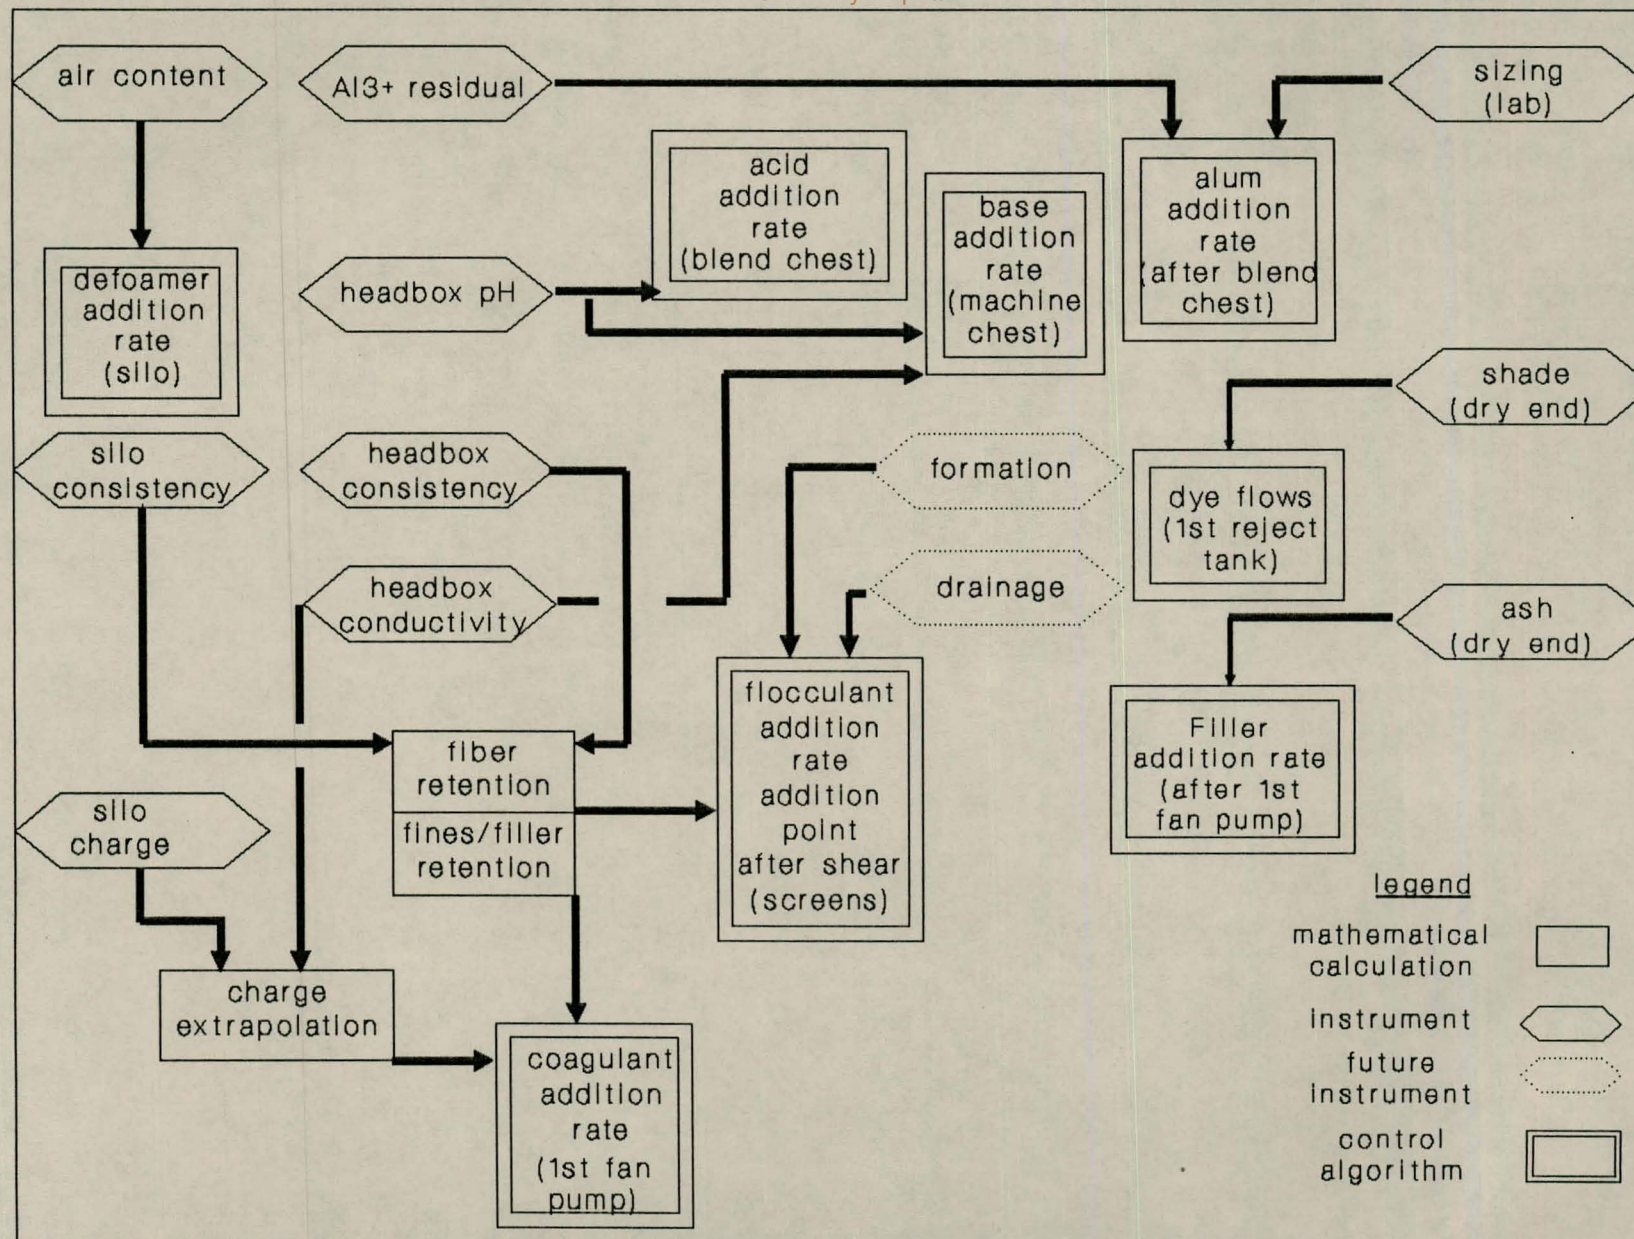 air content
Al3+ residual
sizing
(lab)
acid
addition
rate
(blend chest)
base
addition
rate
(machine
chest)
alum
addition
rate
(after blend
chest)
defoamer
addition
rate
(silo)
headbox pH
shade
(dry end)
silo
consistency
headbox
consistency
formation
dye flows
(1st reject
tank)
headbox
conductivity
drainage
ash
(dry end)
flocculant
addition
rate
addition
point
after shear
(screens)
fiber
retention
fines/filler
retention
Filler
addition rate
(after 1st
fan pump)
silo
charge
charge
extrapolation
coagulant
addition
rate
(1st fan
pump)
legend
mathematical
calculation
instrument
future
instrument
control
algorithm